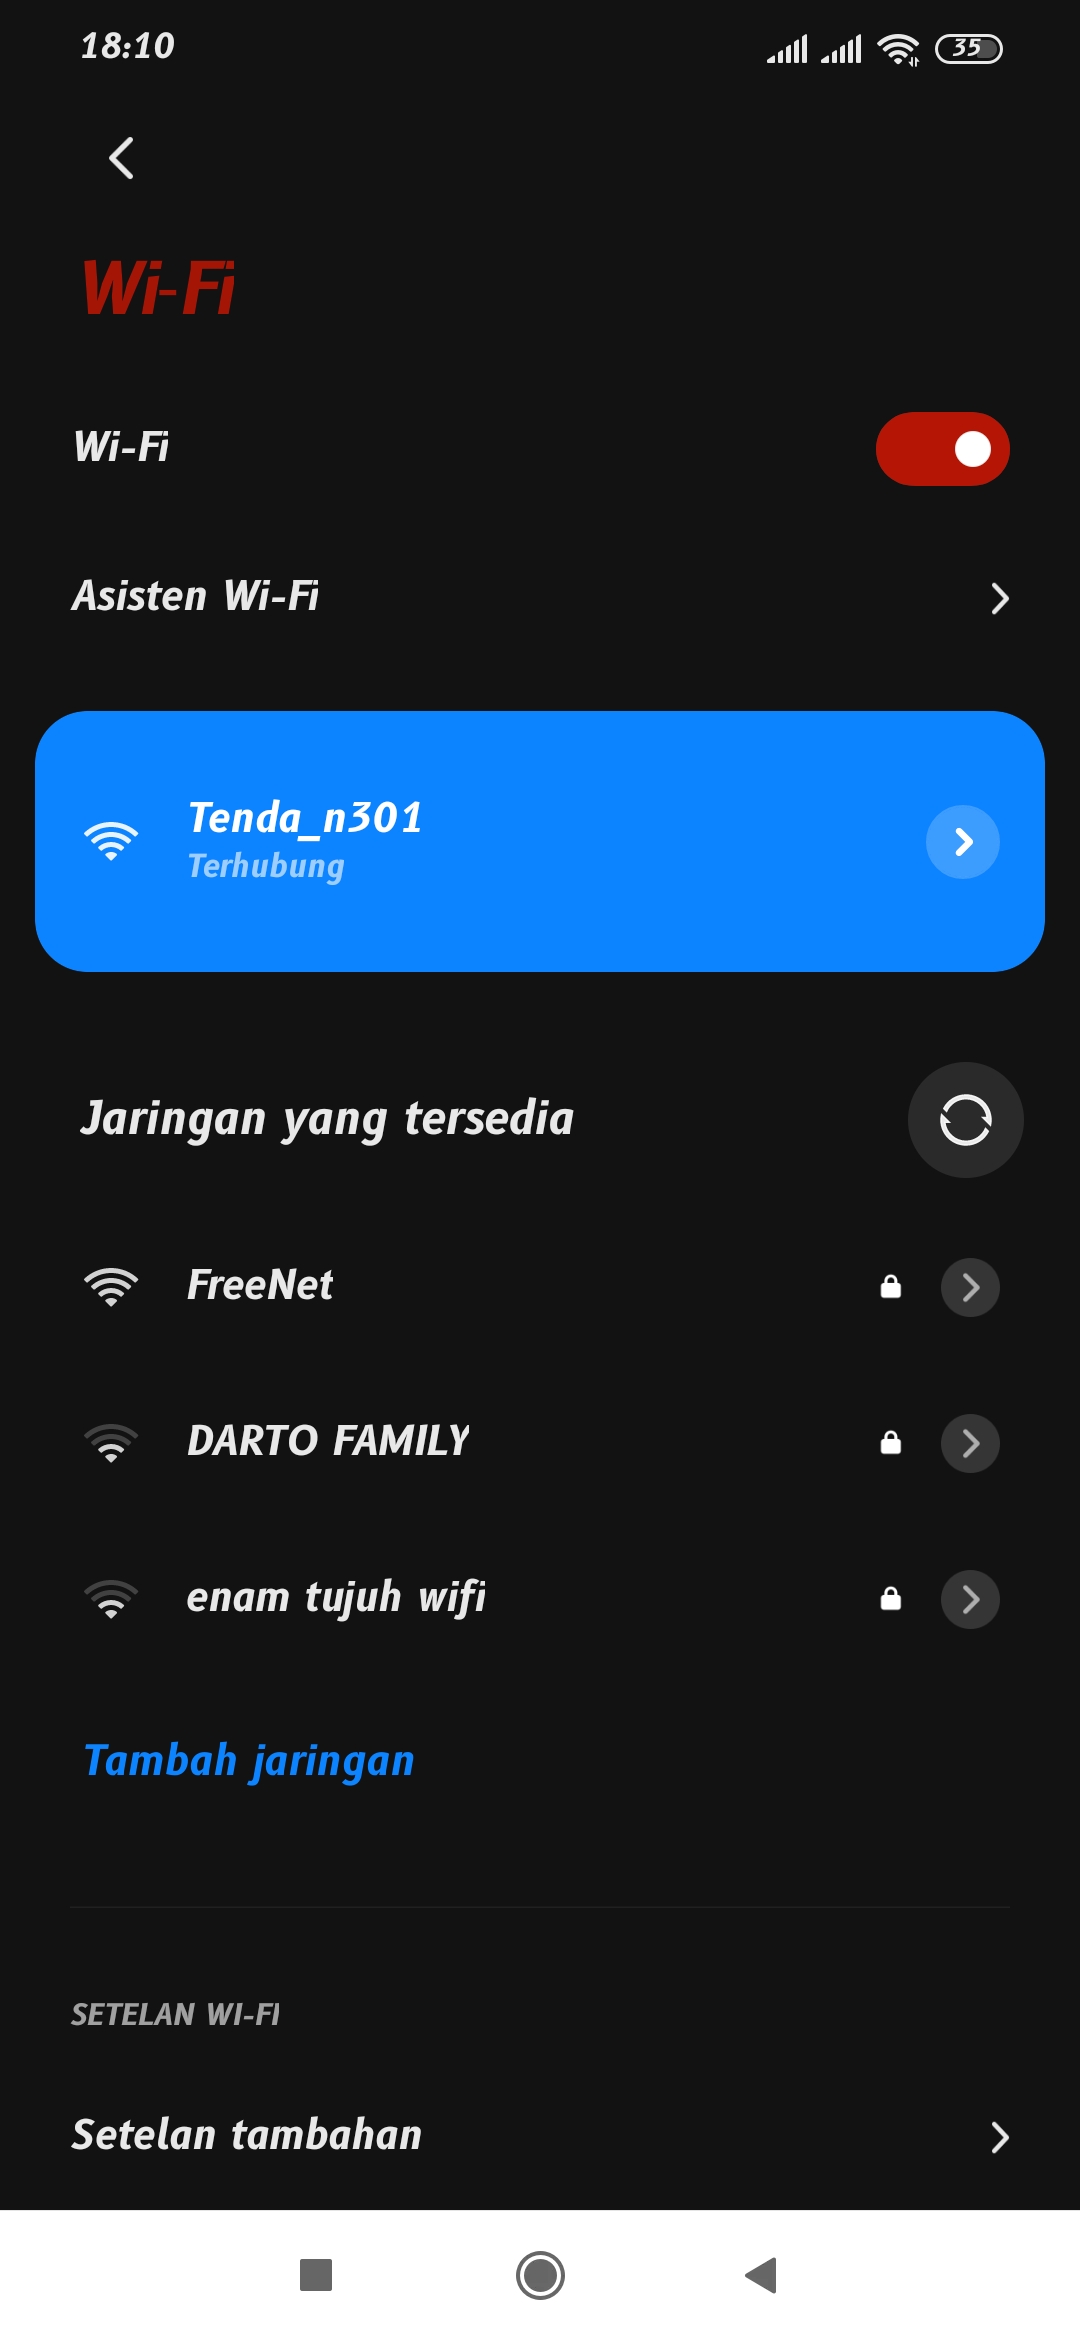 18:10
35
Wi-Fi
Wi-Fi
Asisten Wi-Fi
Tenda_n301
Terhubung
Jaringan yang tersedia
FreeNet
DARTO FAMILY
enam tujuh wifi
Tambah jaringan
SETELAN WI-FI
Setelan tambahan